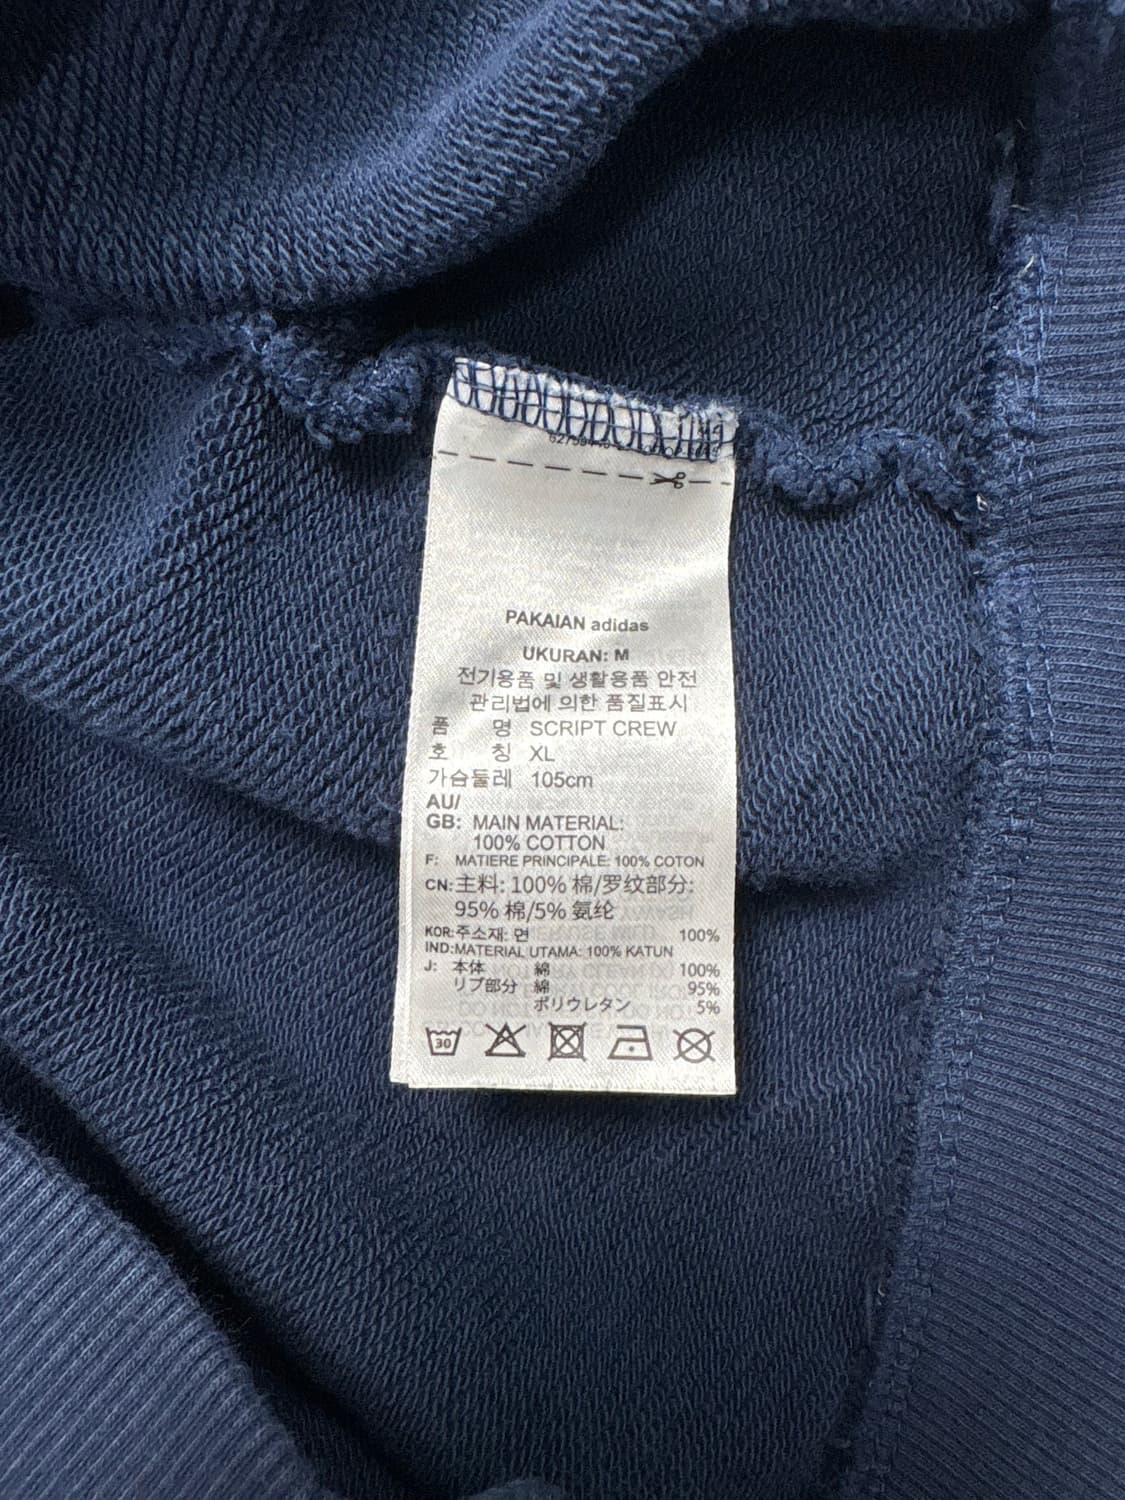 PAKAIAN adidas
UKURAN: M
전기용품 및 생활용품 안전
관리법에 의한 품질표시
품 명 SCRIPT CREW
호 칭 XL
가슴둘레 105cm
AU/
GB: MAIN MATERIAL:
100% COTTON
F: MATIERE PRINCIPALE: 100% COTON
CN: 主料: 100% 棉/罗纹部分:
95% 棉/5% 氨纶
KOR: 주소재: 면 100%
IND: MATERIAL UTAMA: 100% KATUN
J: 本体 綿 100%
リブ部分 綿 95%
ポリウレタン 5%
30